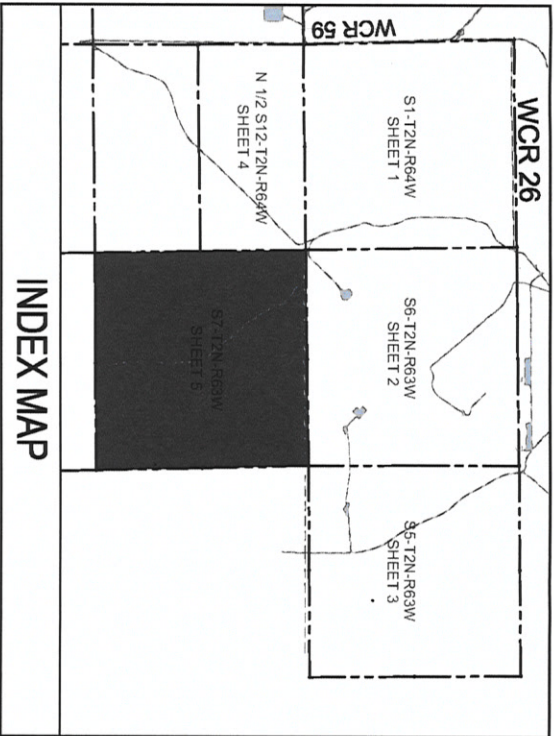 WCR 26
WCR 59
S1-T2N-R64W
SHEET 1
S6-T2N-R63W
SHEET 2
S5-T2N-R63W
SHEET 3
N 1/2 S12-T2N-R64W
SHEET 4
S7-T2N-R63W
SHEET 5
INDEX MAP